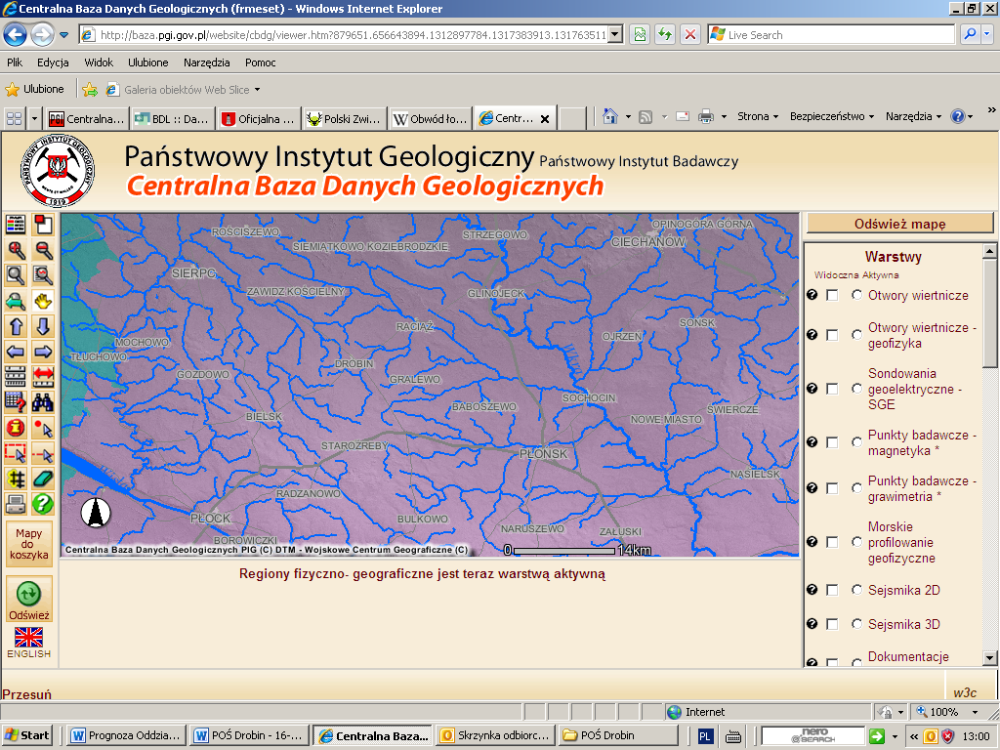 Centralna Baza Danych Geologicznych (frmeset) - Windows Internet Explorer
http://baza.pgi.gov.pl/website/cbdg/viewer.htm?879651.656643894.1312897784.1317383913.131763511
Live Search
Plik Edycja Widok Ulubione Narzędzia Pomoc
Ulubione Galeria obiektów Web Slice
Centralna... BDL :: Da... Oficjalna ... Polski Zwi... Obwód ło... Centr... Strona Bezpieczeństwo Narzędzia
Państwowy Instytut Geologiczny Państwowy Instytut Badawczy
Centralna Baza Danych Geologicznych
PAŃSTWOWY INSTYTUT GEOLOGICZNY
1919
Odśwież mapę
Warstwy
Widoczna Aktywna
Otwory wiertnicze
Otwory wiertnicze -
geofizyka
Sondowania
geoelektryczne -
SGE
Punkty badawcze -
magnetyka *
Punkty badawcze -
grawimetria *
Morskie
profilowanie
geofizyczne
Sejsmika 2D
Sejsmika 3D
Dokumentacje
OPINOGÓRA GÓRNA
ROŚCISZEWO
STRZEGOWO
CIECHANÓW
SIEMIĄTKOWO KOZIEBRODZKIE
SIERPC
ZAWIDZ KOŚCIELNY
GLINOJECK
RACIĄŻ
SOŃSK
OJRZEŃ
MOCHOWO
TŁUCHOWO
DROBIN
GOZDOWO
GRALEWO
SOCHOCIN
BABOSZEWO
ŚWIERCZE
BIELSK
NOWE MIASTO
STAROŹREBY
PŁOŃSK
NASIELSK
RADZANOWO
PŁOCK
BULKOWO
NARUSZEWO
ZAŁUSKI
BOROWICZKI
Centralna Baza Danych Geologicznych PIG (C) DTM - Wojskowe Centrum Geograficzne (C)
0 14km
Regiony fizyczno- geograficzne jest teraz warstwą aktywną
Mapy
do
koszyka
Odśwież
ENGLISH
Przesuń
w3c
Internet 100%
Start Prognoza Oddzia... POŚ Drobin - 16-... Centralna Baza... Skrzynka odbiorc... POŚ Drobin PL nero SEARCH 13:00